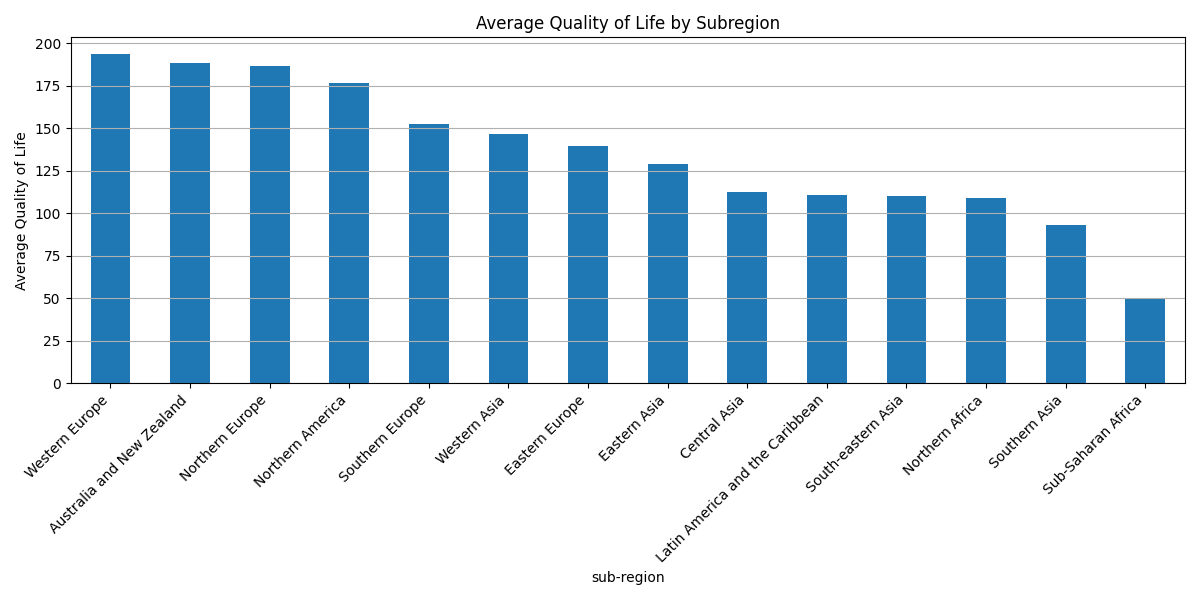 Average Quality of Life by Subregion
Average Quality of Life
200
175
150
125
100
75
50
25
0
Western Europe
Australia and New Zealand
Northern Europe
Northern America
Southern Europe
Western Asia
Eastern Europe
Eastern Asia
Central Asia
Latin America and the Caribbean
South-eastern Asia
Northern Africa
Southern Asia
Sub-Saharan Africa
sub-region